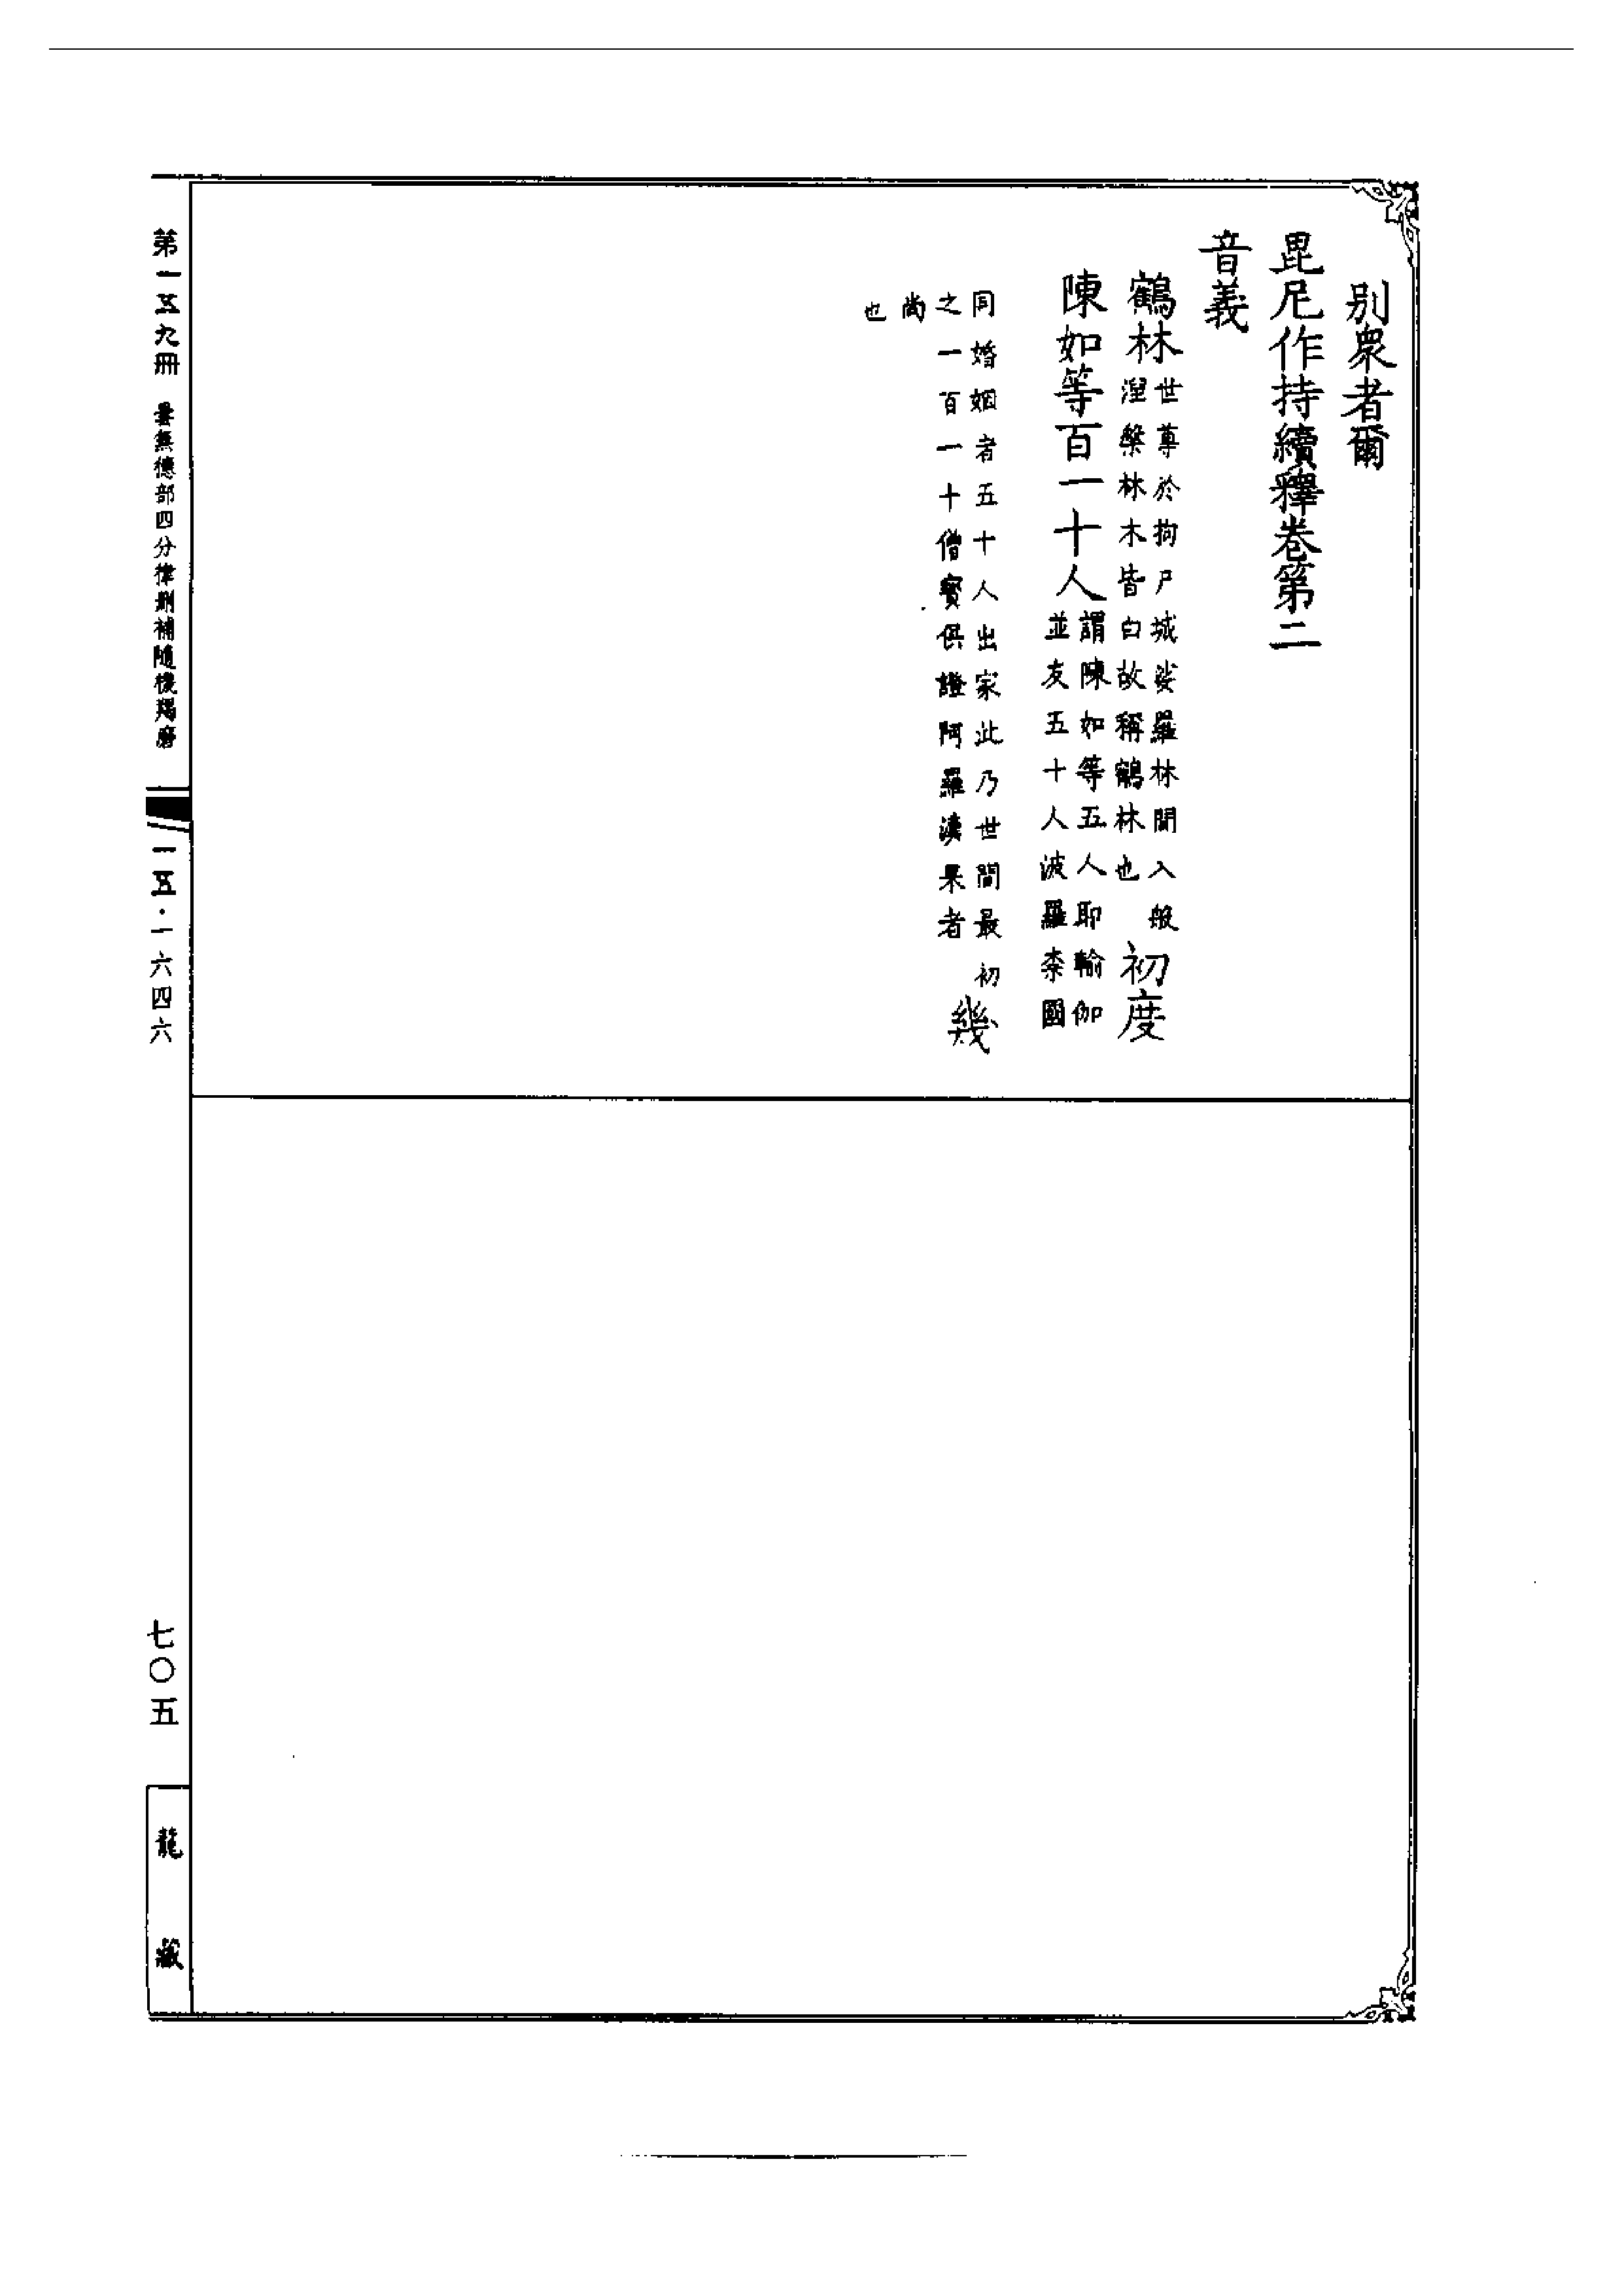 別衆者爾
毘尼作持續釋卷第二
音義
鶴林世尊於拘尸城娑羅林間入般
涅槃林木皆白故稱鶴林也初度
陳如等百一十人謂陳如等五人耶輸伽
並友五十人波羅柰國
同婚姻者五十人出家此乃世間最初
之一百一十僧寶俱證阿羅漢果者幾
尚
也
第一五九冊 曇無德部四分律刪補隨機羯磨
一五·一六四六
七〇五
龍藏